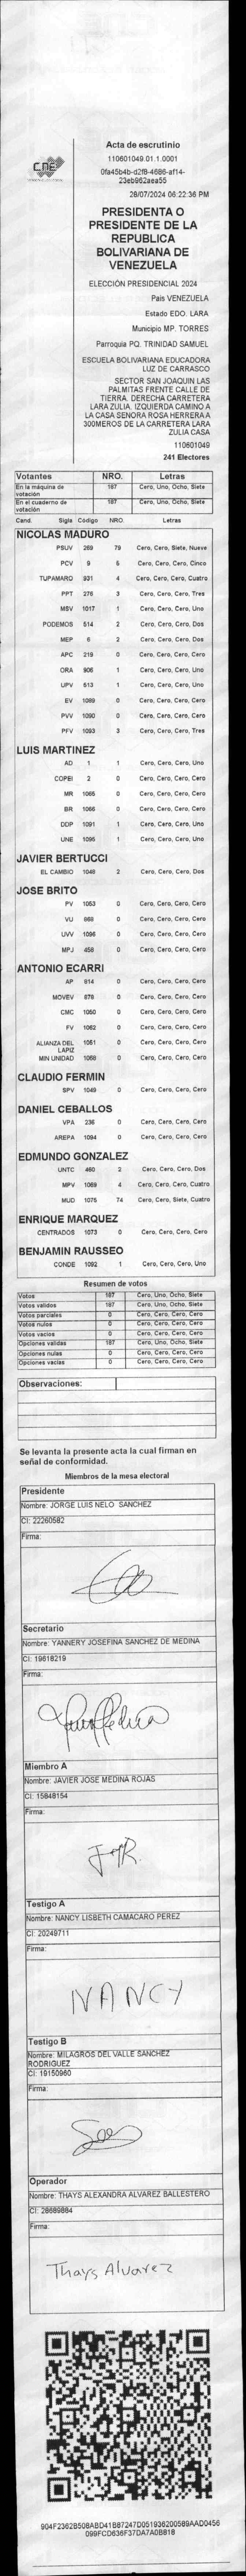 CNE
Acta de escrutinio
110601049.01.1.0001
0fa45b4b-d2f8-4686-af14-
23eb962aea55
28/07/2024 06:22:36 PM
PRESIDENTA O
PRESIDENTE DE LA
REPUBLICA
BOLIVARIANA DE
VENEZUELA
ELECCIÓN PRESIDENCIAL 2024
Pais VENEZUELA
Estado EDO. LARA
Municipio MP. TORRES
Parroquia PQ. TRINIDAD SAMUEL
ESCUELA BOLIVARIANA EDUCADORA
LUZ DE CARRASCO
SECTOR SAN JOAQUIN LAS
PALMITAS FRENTE CALLE DE
TIERRA. DERECHA CARRETERA
LARA ZULIA. IZQUIERDA CAMINO A
LA CASA SENORA ROSA HERRERA A
300MEROS DE LA CARRETERA LARA
ZULIA CASA
110601049
241 Electores
Votantes NRO. Letras
En la máquina de votación 187 Cero, Uno, Ocho, Siete
En el cuaderno de votación 187 Cero, Uno, Ocho, Siete
Cand. Sigla Código NRO. Letras
NICOLAS MADURO
PSUV 269 79 Cero, Cero, Siete, Nueve
PCV 9 5 Cero, Cero, Cero, Cinco
TUPAMARO 931 4 Cero, Cero, Cero, Cuatro
PPT 276 3 Cero, Cero, Cero, Tres
MSV 1017 1 Cero, Cero, Cero, Uno
PODEMOS 514 2 Cero, Cero, Cero, Dos
MEP 6 2 Cero, Cero, Cero, Dos
APC 219 0 Cero, Cero, Cero, Cero
ORA 906 1 Cero, Cero, Cero, Uno
UPV 513 1 Cero, Cero, Cero, Uno
EV 1089 0 Cero, Cero, Cero, Cero
PVV 1090 0 Cero, Cero, Cero, Cero
PFV 1093 3 Cero, Cero, Cero, Tres
LUIS MARTINEZ
AD 1 1 Cero, Cero, Cero, Uno
COPEI 2 0 Cero, Cero, Cero, Cero
MR 1065 0 Cero, Cero, Cero, Cero
BR 1066 0 Cero, Cero, Cero, Cero
DDP 1091 1 Cero, Cero, Cero, Uno
UNE 1095 1 Cero, Cero, Cero, Uno
JAVIER BERTUCCI
EL CAMBIO 1048 2 Cero, Cero, Cero, Dos
JOSE BRITO
PV 1053 0 Cero, Cero, Cero, Cero
VU 868 0 Cero, Cero, Cero, Cero
UVV 1096 0 Cero, Cero, Cero, Cero
MPJ 458 0 Cero, Cero, Cero, Cero
ANTONIO ECARRI
AP 814 0 Cero, Cero, Cero, Cero
MOVEV 878 0 Cero, Cero, Cero, Cero
CMC 1050 0 Cero, Cero, Cero, Cero
FV 1062 0 Cero, Cero, Cero, Cero
ALIANZA DEL LAPIZ 1051 0 Cero, Cero, Cero, Cero
MIN UNIDAD 1058 0 Cero, Cero, Cero, Cero
CLAUDIO FERMIN
SPV 1049 0 Cero, Cero, Cero, Cero
DANIEL CEBALLOS
VPA 236 0 Cero, Cero, Cero, Cero
AREPA 1094 0 Cero, Cero, Cero, Cero
EDMUNDO GONZALEZ
UNTC 460 2 Cero, Cero, Cero, Dos
MPV 1069 4 Cero, Cero, Cero, Cuatro
MUD 1075 74 Cero, Cero, Siete, Cuatro
ENRIQUE MARQUEZ
CENTRADOS 1073 0 Cero, Cero, Cero, Cero
BENJAMIN RAUSSEO
CONDE 1092 1 Cero, Cero, Cero, Uno
Resumen de votos
Votos 187 Cero, Uno, Ocho, Siete
Votos validos 187 Cero, Uno, Ocho, Siete
Votos parciales 0 Cero, Cero, Cero, Cero
Votos nulos 0 Cero, Cero, Cero, Cero
Votos vacios 0 Cero, Cero, Cero, Cero
Opciones validas 187 Cero, Uno, Ocho, Siete
Opciones nulas 0 Cero, Cero, Cero, Cero
Opciones vacias 0 Cero, Cero, Cero, Cero
Observaciones:
Se levanta la presente acta la cual firman en
señal de conformidad.
Miembros de la mesa electoral
Presidente
Nombre: JORGE LUIS NELO SANCHEZ
CI: 22260582
Firma:
Secretario
Nombre: YANNERY JOSEFINA SANCHEZ DE MEDINA
CI: 19618219
Firma:
Miembro A
Nombre: JAVIER JOSE MEDINA ROJAS
CI: 15848154
Firma:
Testigo A
Nombre: NANCY LISBETH CAMACARO PEREZ
CI: 20249711
Firma:
NANCY
Testigo B
Nombre: MILAGROS DEL VALLE SANCHEZ
RODRIGUEZ
CI: 19150960
Firma:
Operador
Nombre: THAYS ALEXANDRA ALVAREZ BALLESTERO
CI: 28689864
Firma:
Thays Alvarez
904F2362B508ABD41B87247D051936200589AAD0456
099FCD636F37DA7A0B818